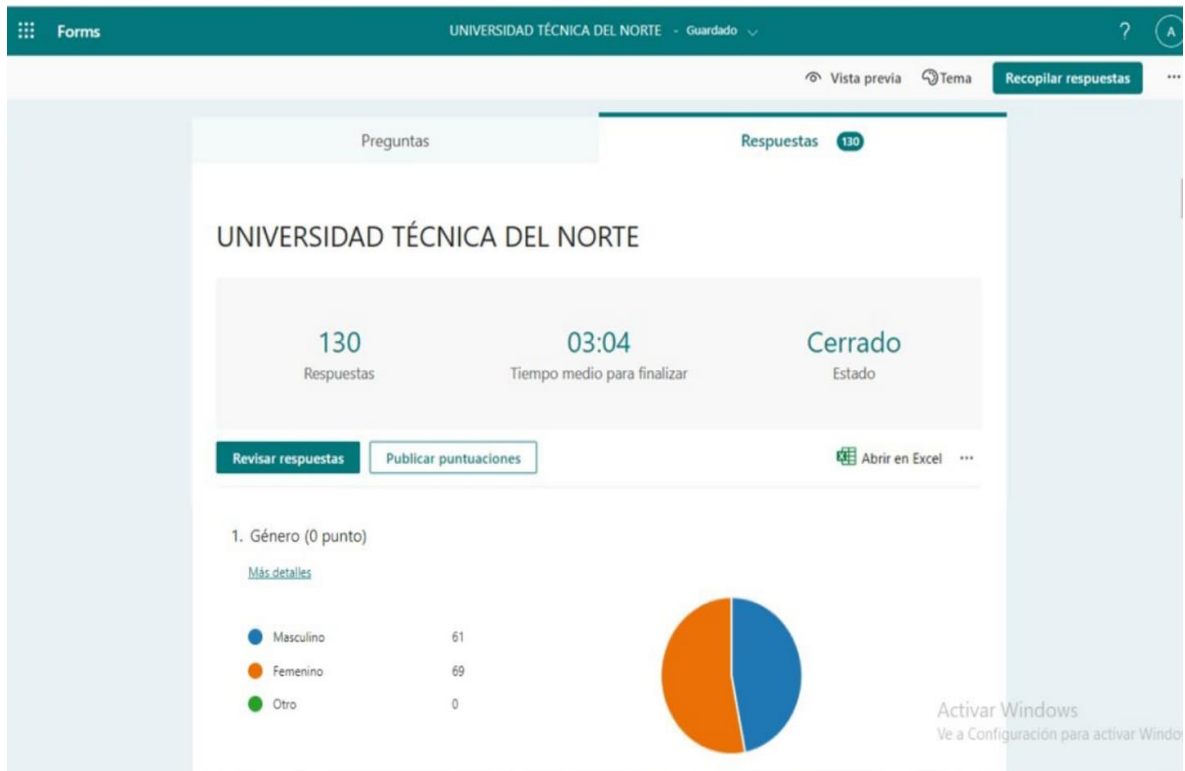 Forms
UNIVERSIDAD TÉCNICA DEL NORTE - Guardado
?
A
Vista previa
Tema
Recopilar respuestas
...
Preguntas
Respuestas 130
UNIVERSIDAD TÉCNICA DEL NORTE
130
Respuestas
03:04
Tiempo medio para finalizar
Cerrado
Estado
Revisar respuestas
Publicar puntuaciones
Abrir en Excel
...
1. Género (0 punto)
Más detalles
Masculino 61
Femenino 69
Otro 0
Activar Windows
Ve a Configuración para activar